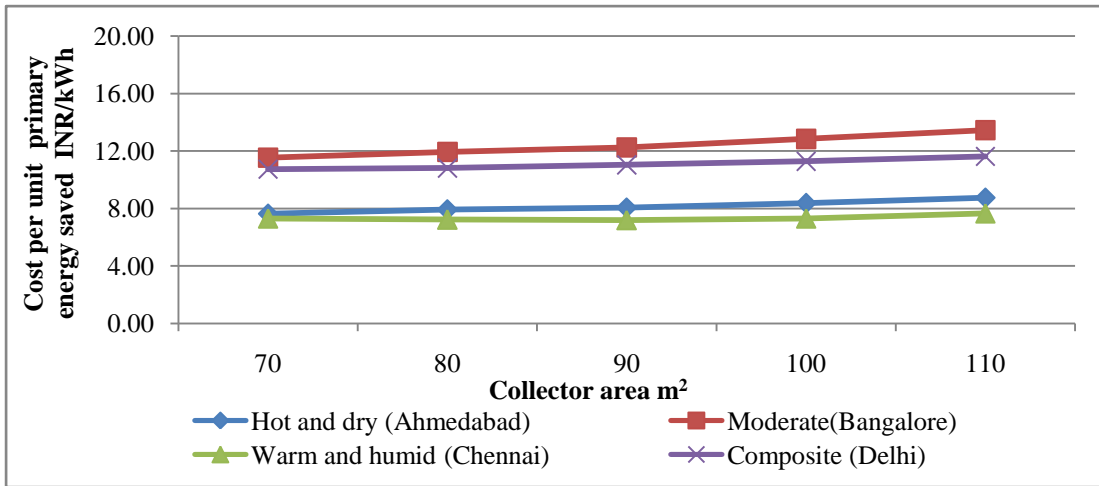 Cost per unit primary
energy saved INR/kWh
20.00
16.00
12.00
8.00
4.00
0.00
70 80 90 100 110
Collector area m²
Hot and dry (Ahmedabad) Moderate(Bangalore)
Warm and humid (Chennai) Composite (Delhi)